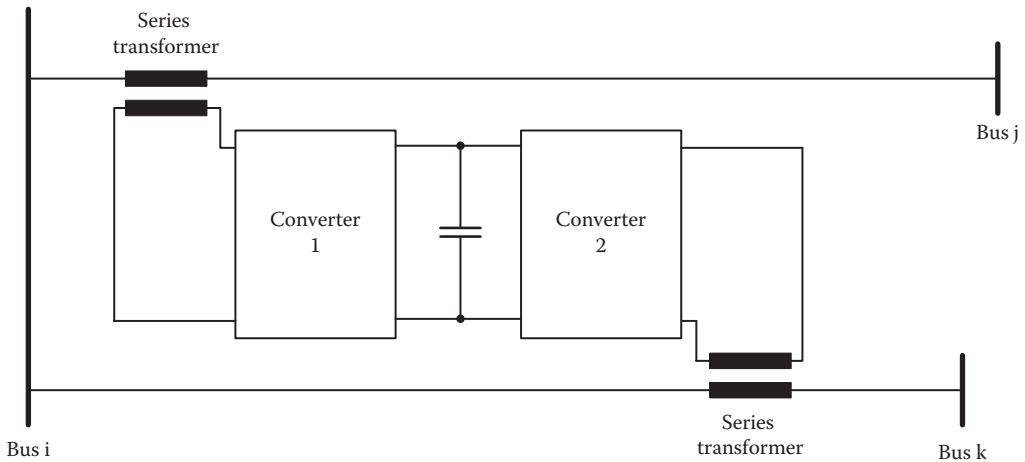 Series
transformer
Bus j
Converter
1
Converter
2
Series
transformer
Bus i
Bus k